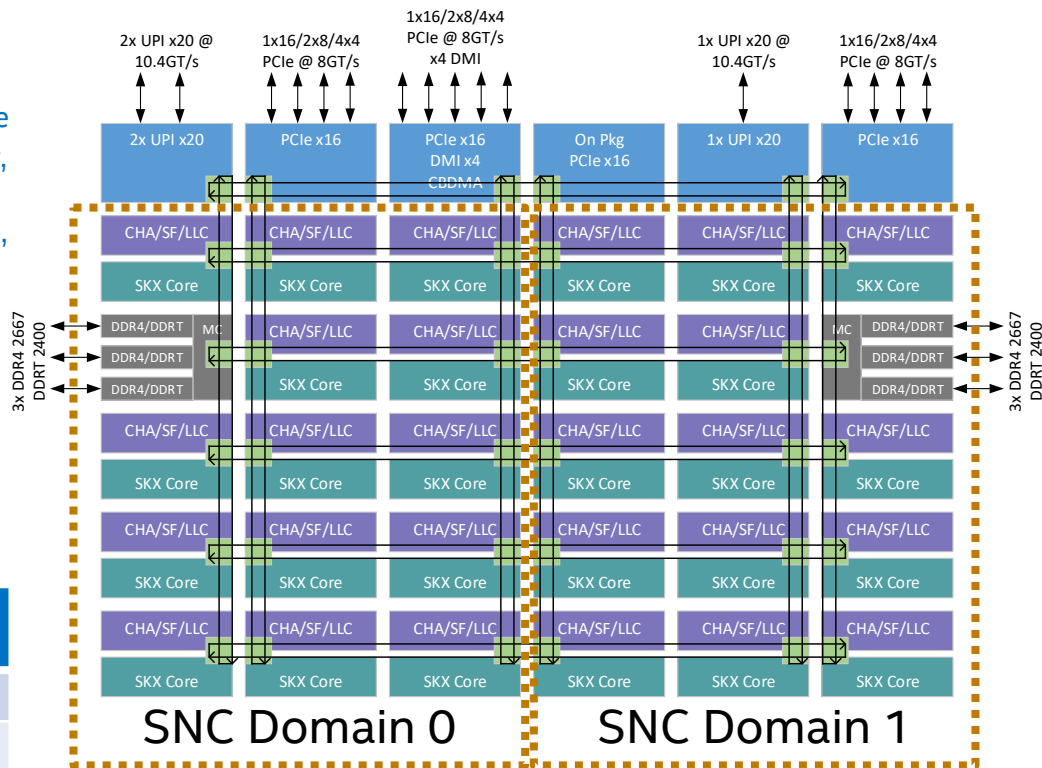 2x UPI x20 @
10.4GT/s
1x16/2x8/4x4
PCIe @ 8GT/s
1x16/2x8/4x4
PCIe @ 8GT/s
x4 DMI
1x UPI x20 @
10.4GT/s
1x16/2x8/4x4
PCIe @ 8GT/s
2x UPI x20
PCIe x16
PCIe x16
DMI x4
CBDMA
On Pkg
PCIe x16
1x UPI x20
PCIe x16
CHA/SF/LLC CHA/SF/LLC CHA/SF/LLC CHA/SF/LLC CHA/SF/LLC CHA/SF/LLC
SKX Core SKX Core SKX Core SKX Core SKX Core SKX Core
3x DDR4 2667
DDRT 2400
DDR4/DDRT
DDR4/DDRT
DDR4/DDRT
MC
CHA/SF/LLC CHA/SF/LLC CHA/SF/LLC CHA/SF/LLC
SKX Core SKX Core SKX Core SKX Core
MC
DDR4/DDRT
DDR4/DDRT
DDR4/DDRT
3x DDR4 2667
DDRT 2400
CHA/SF/LLC CHA/SF/LLC CHA/SF/LLC CHA/SF/LLC CHA/SF/LLC CHA/SF/LLC
SKX Core SKX Core SKX Core SKX Core SKX Core SKX Core
CHA/SF/LLC CHA/SF/LLC CHA/SF/LLC CHA/SF/LLC CHA/SF/LLC CHA/SF/LLC
SKX Core SKX Core SKX Core SKX Core SKX Core SKX Core
CHA/SF/LLC CHA/SF/LLC CHA/SF/LLC CHA/SF/LLC CHA/SF/LLC CHA/SF/LLC
SKX Core SKX Core SKX Core SKX Core SKX Core SKX Core
SNC Domain 0 SNC Domain 1